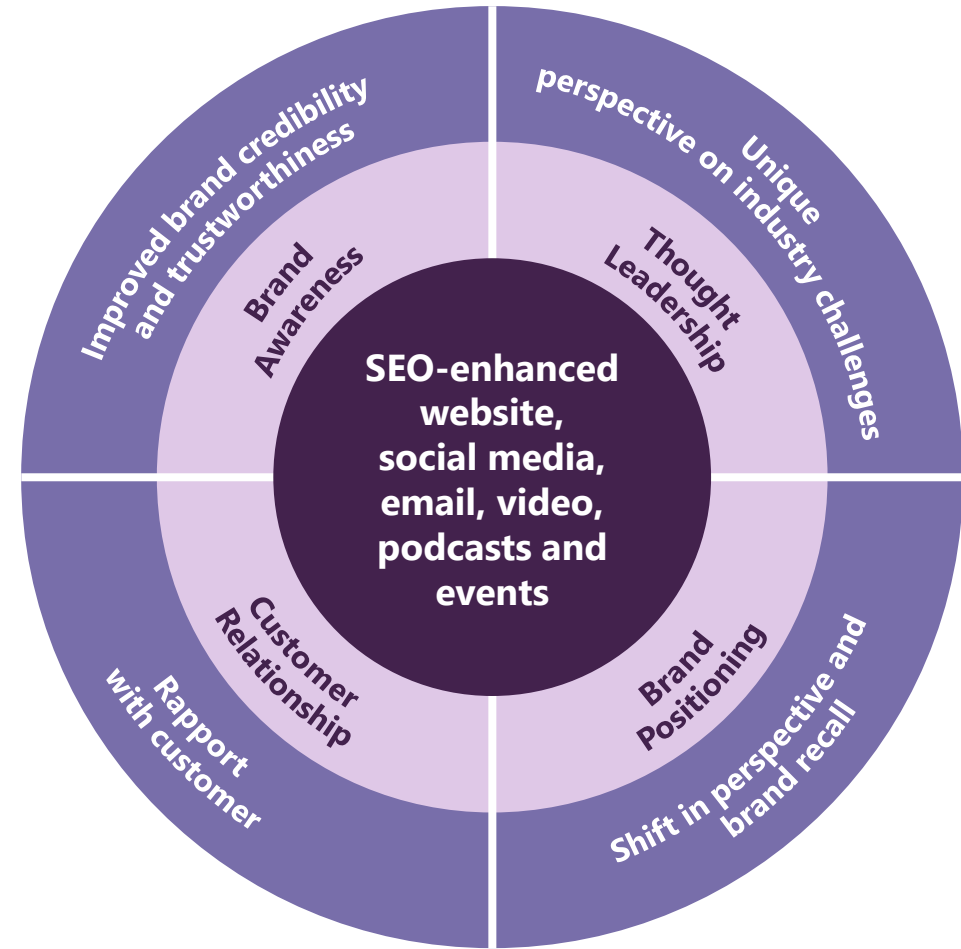 Improved brand credibility
and trustworthiness
Unique
perspective on industry challenges
Brand
Awareness
Thought
Leadership
SEO-enhanced
website,
social media,
email, video,
podcasts and
events
Customer
Relationship
Brand
Positioning
Rapport
with customer
Shift in perspective and
brand recall